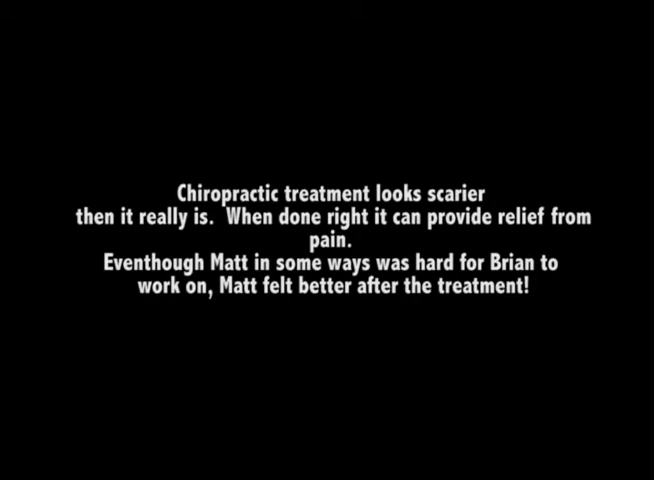 Chiropractic treatment looks scarier
then it really is.  When done right it can provide relief from
pain.
Eventhough Matt in some ways was hard for Brian to
work on, Matt felt better after the treatment!